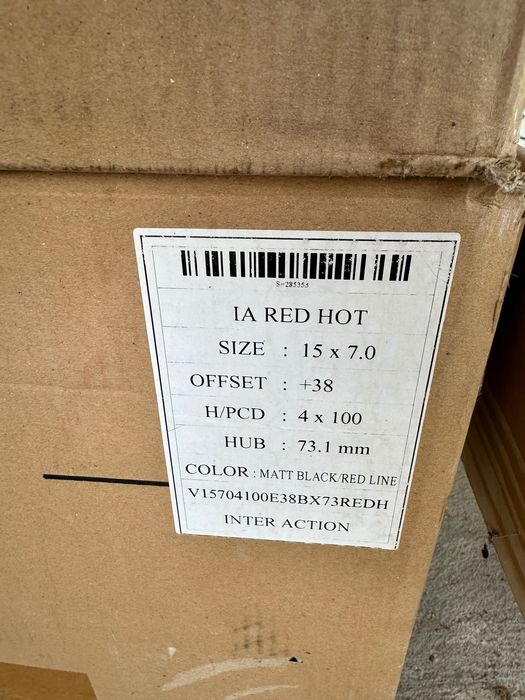 S=285353
IA RED HOT
SIZE : 15 x 7.0
OFFSET : +38
H/PCD : 4 x 100
HUB : 73.1 mm
COLOR : MATT BLACK/RED LINE
V15704100E38BX73REDH
INTER ACTION